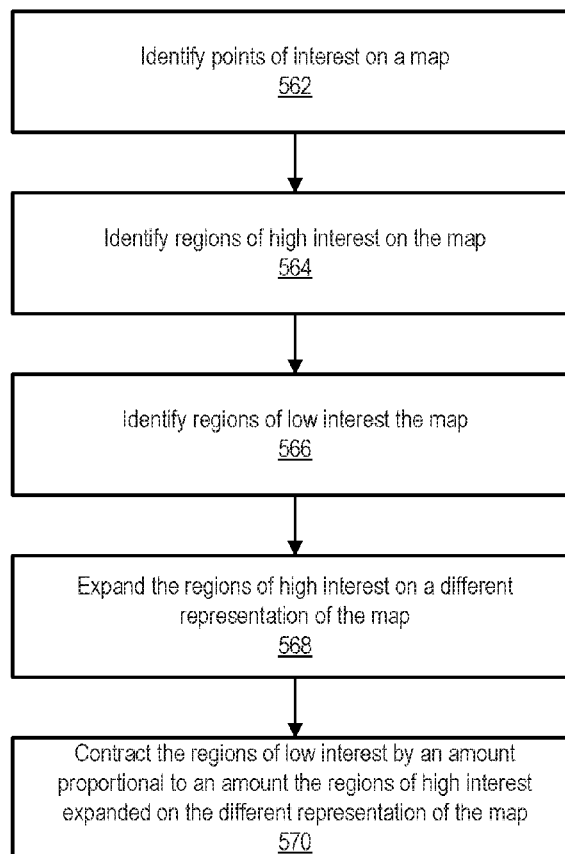 Identify points of interest on a map
562
Identify regions of high interest on the map
564
Identify regions of low interest the map
566
Expand the regions of high interest on a different
representation of the map
568
Contract the regions of low interest by an amount
proportional to an amount the regions of high interest
expanded on the different representation of the map
570